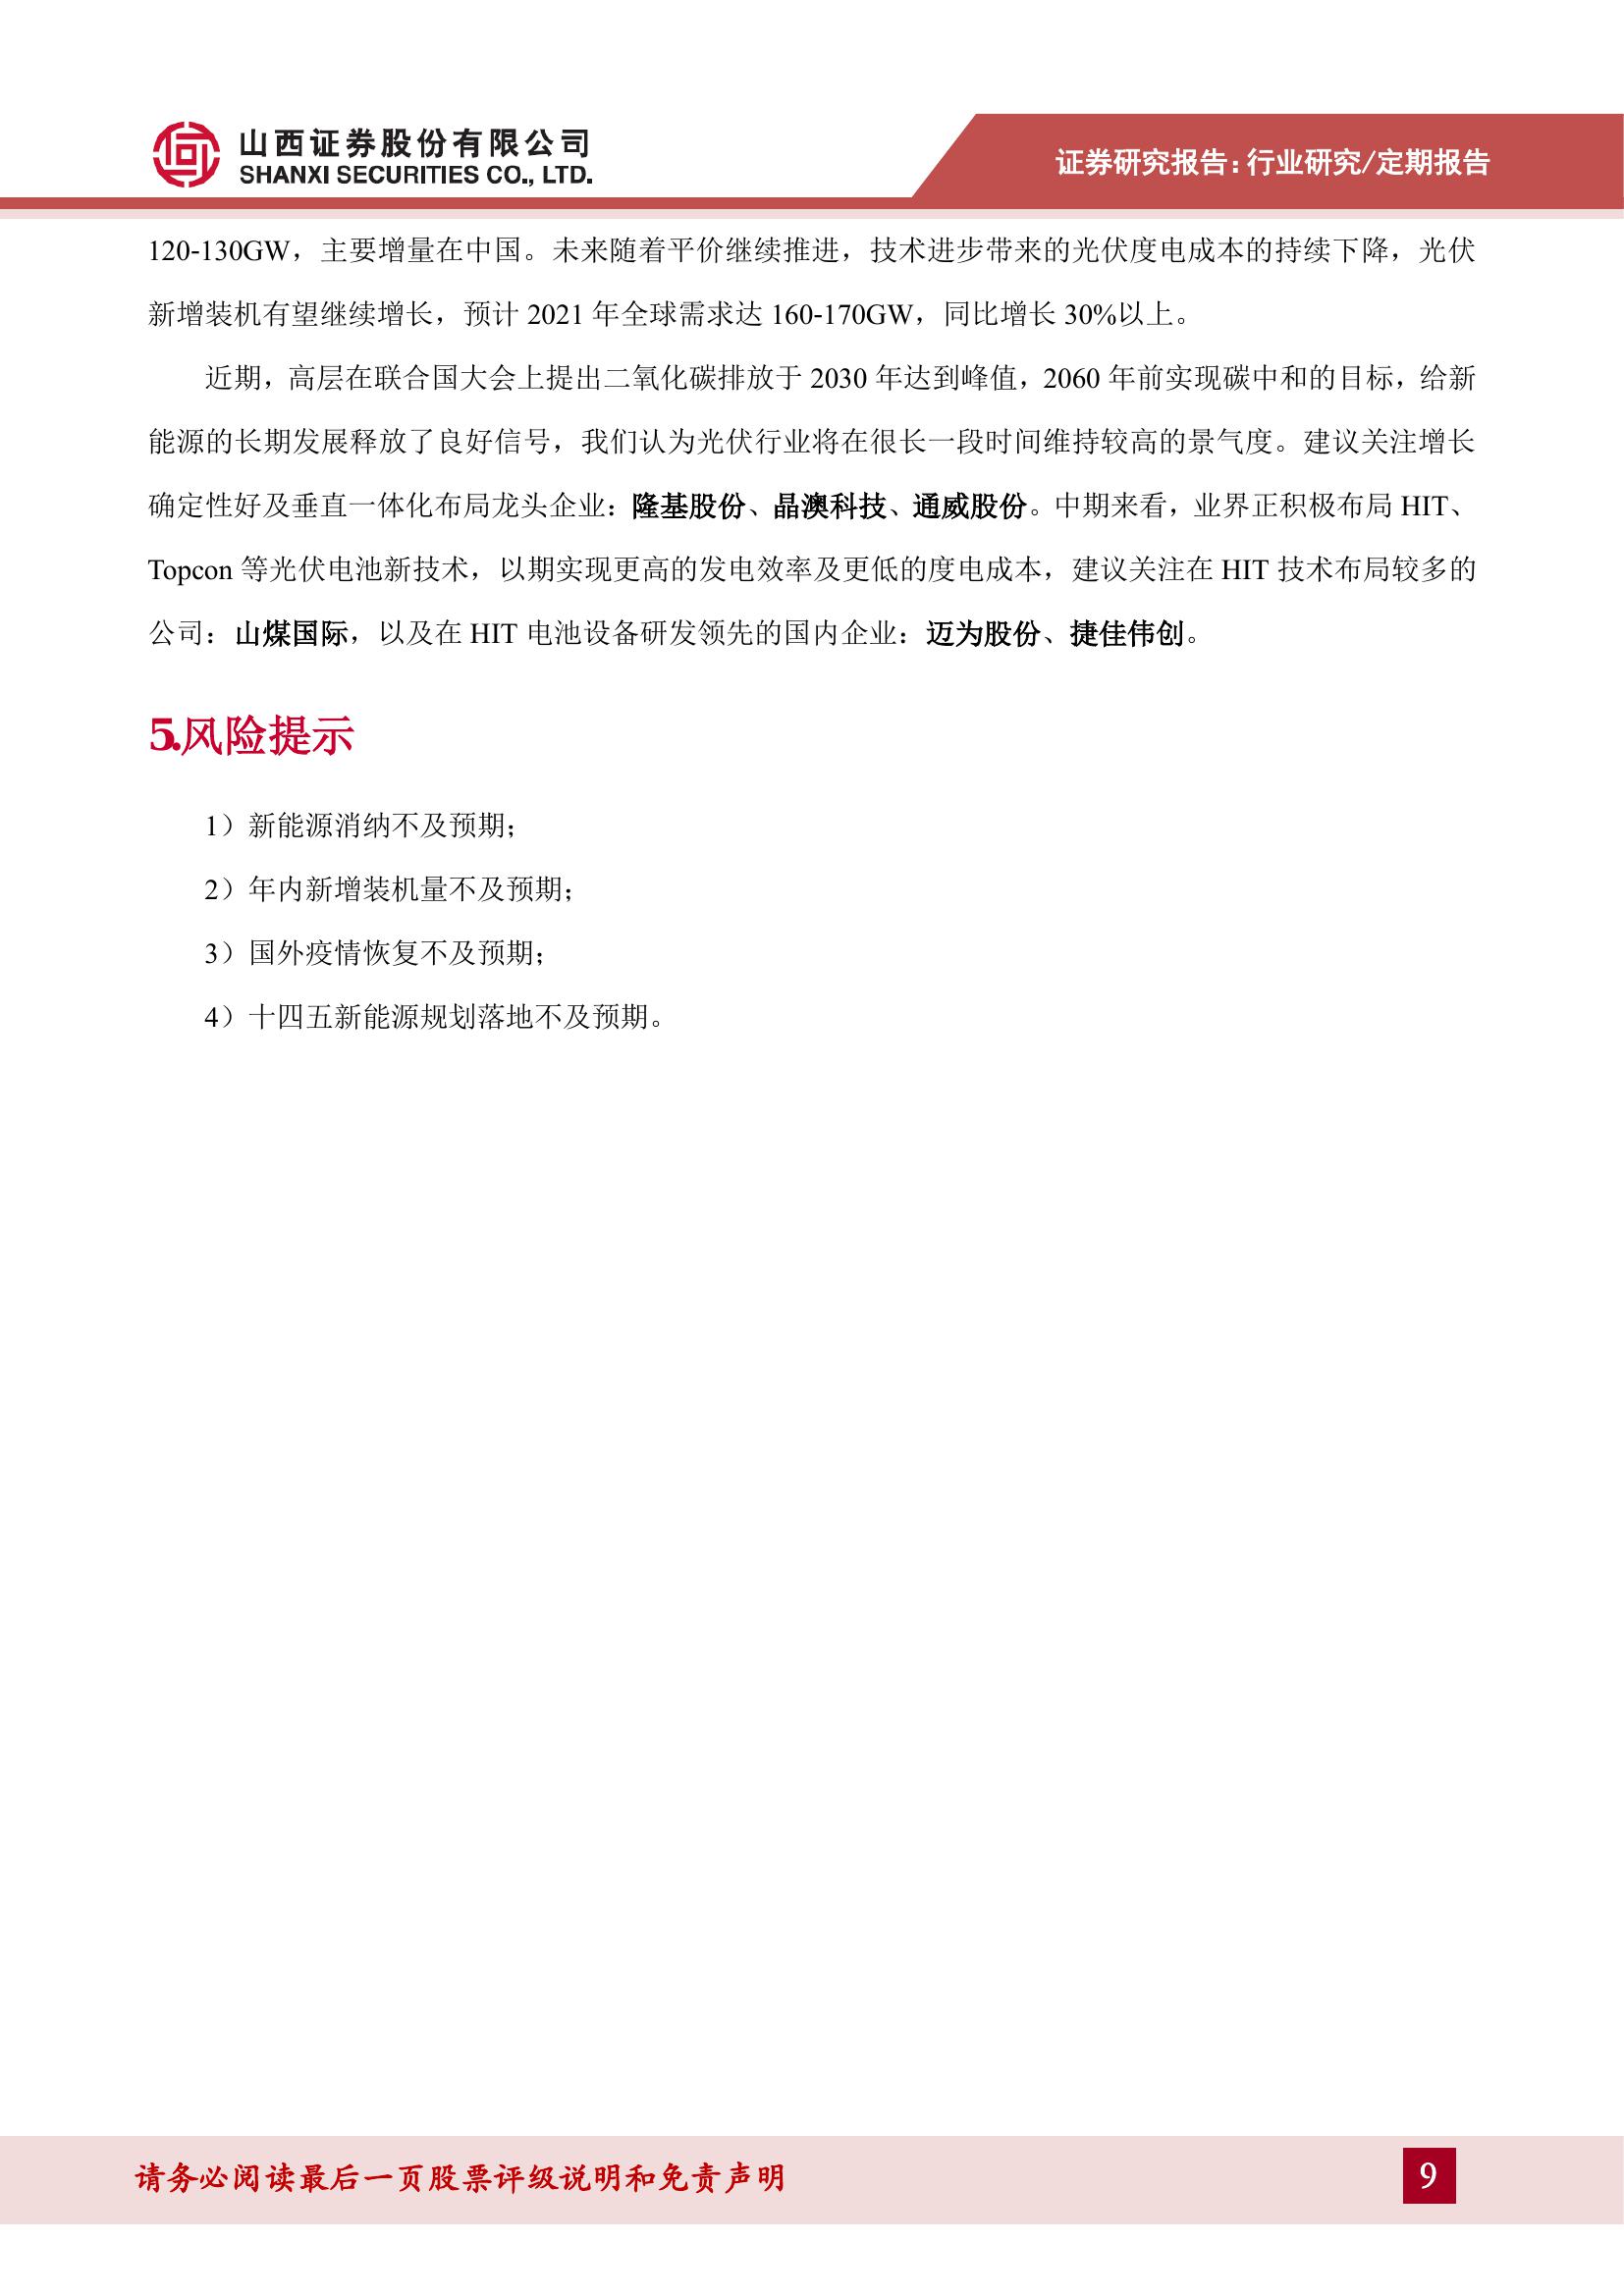 山西证券股份有限公司
SHANXI SECURITIES CO., LTD.
证券研究报告：行业研究/定期报告
120-130GW，主要增量在中国。未来随着平价继续推进，技术进步带来的光伏度电成本的持续下降，光伏
新增装机有望继续增长，预计 2021 年全球需求达 160-170GW，同比增长 30%以上。
近期，高层在联合国大会上提出二氧化碳排放于 2030 年达到峰值，2060 年前实现碳中和的目标，给新
能源的长期发展释放了良好信号，我们认为光伏行业将在很长一段时间维持较高的景气度。建议关注增长
确定性好及垂直一体化布局龙头企业：隆基股份、晶澳科技、通威股份。中期来看，业界正积极布局 HIT、
Topcon 等光伏电池新技术，以期实现更高的发电效率及更低的度电成本，建议关注在 HIT 技术布局较多的
公司：山煤国际，以及在 HIT 电池设备研发领先的国内企业：迈为股份、捷佳伟创。
5.风险提示
1）新能源消纳不及预期；
2）年内新增装机量不及预期；
3）国外疫情恢复不及预期；
4）十四五新能源规划落地不及预期。
请务必阅读最后一页股票评级说明和免责声明
9